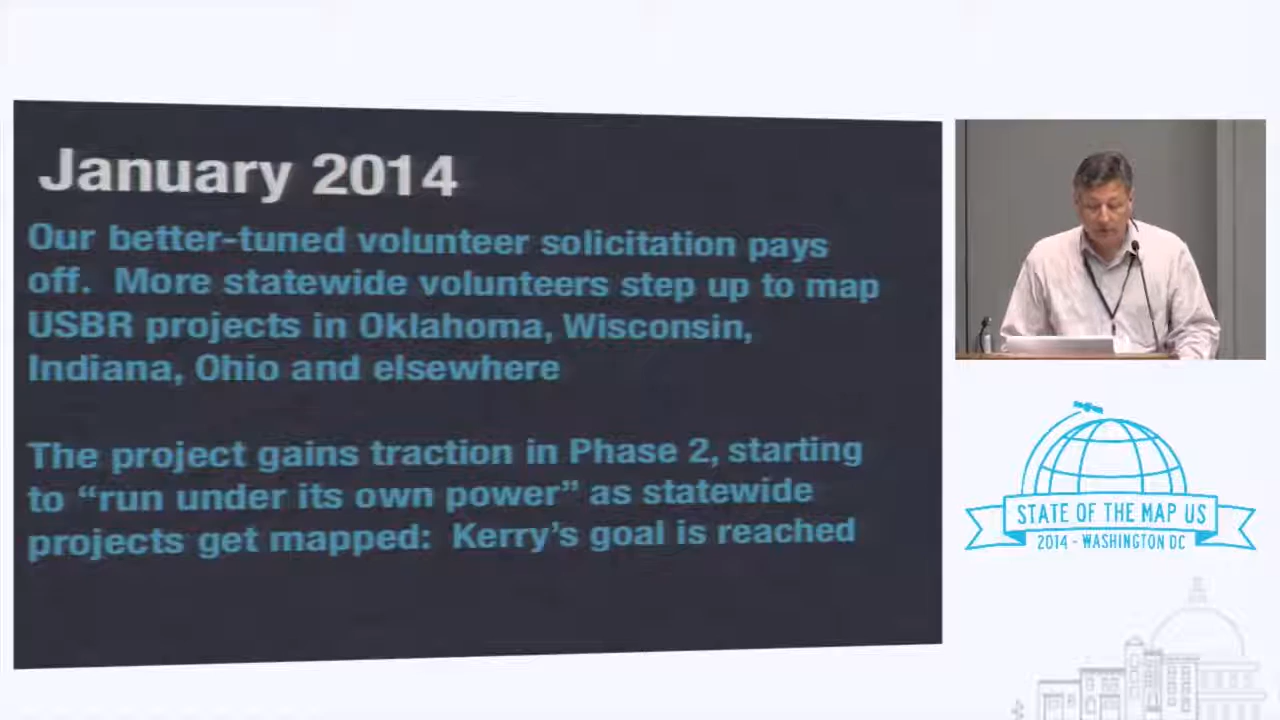 January 2014
Our better-tuned volunteer solicitation pays
off.  More statewide volunteers step up to map
USBR projects in Oklahoma, Wisconsin,
Indiana, Ohio and elsewhere
The project gains traction in Phase 2, starting
to “run under its own power” as statewide
projects get mapped:  Kerry’s goal is reached
STATE OF THE MAP US
2014 - WASHINGTON DC